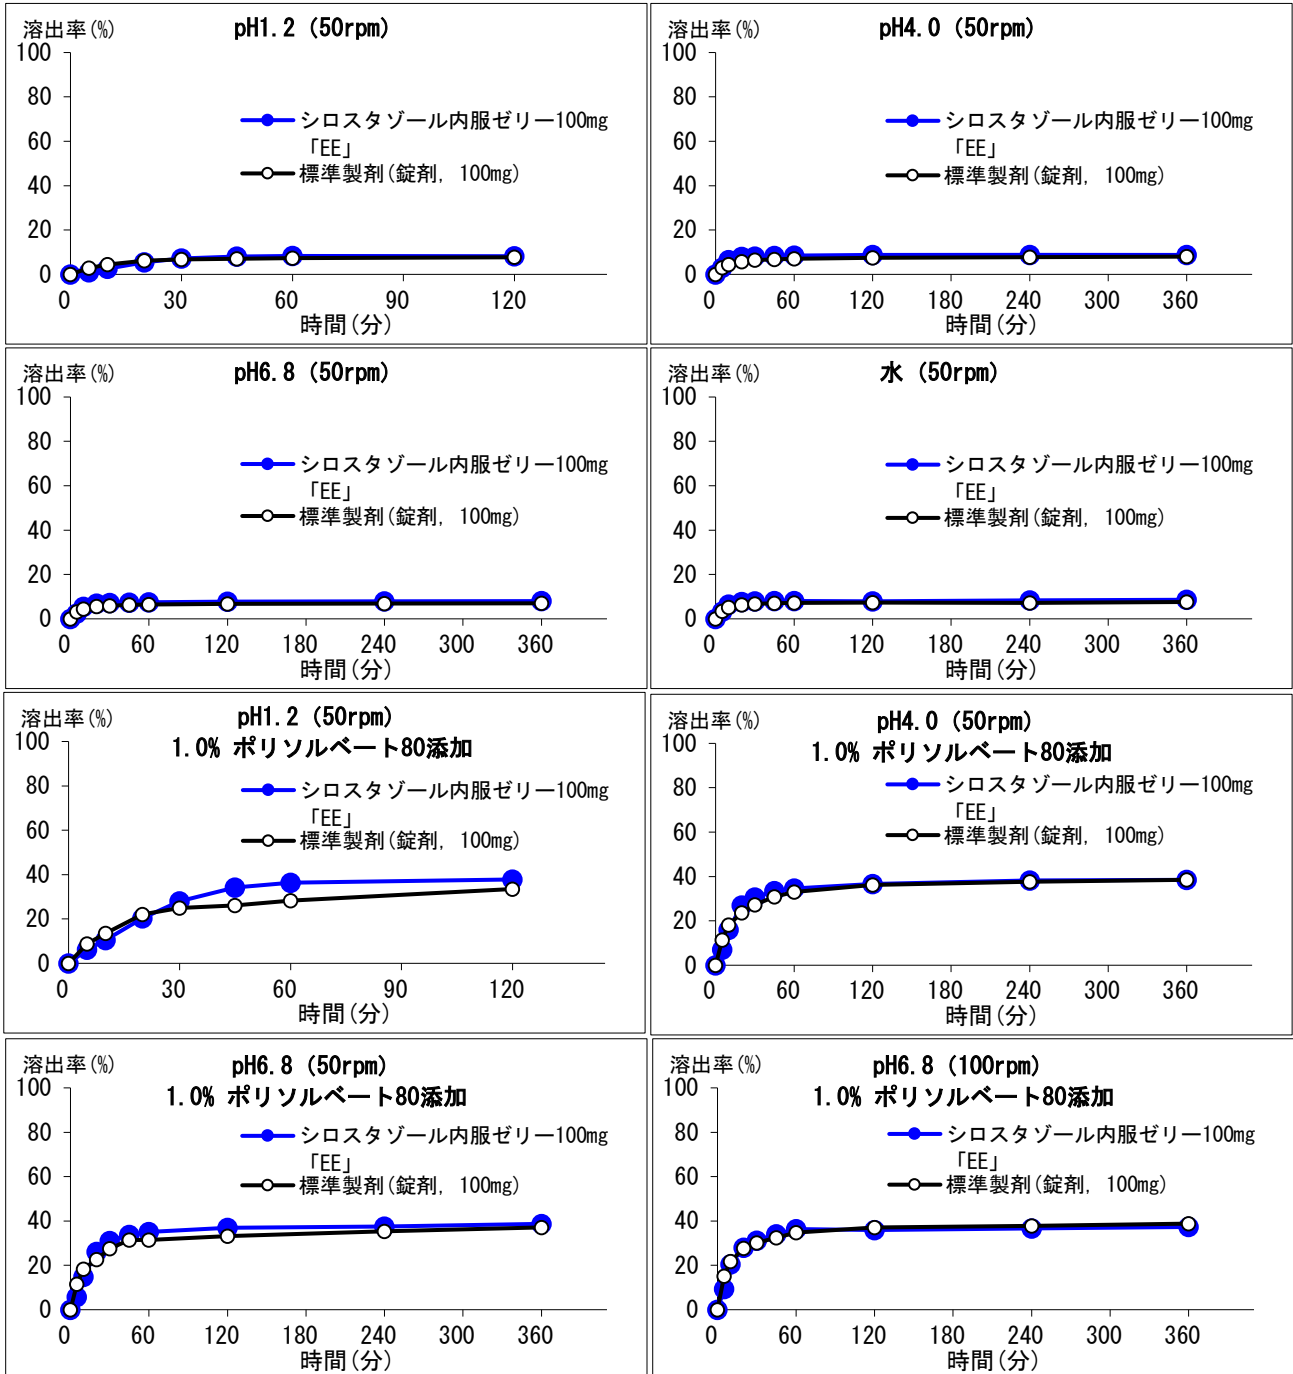 溶出率(%)
pH1.2 (50rpm)
100
80
60
40
20
0
シロスタゾール内服ゼリー100mg
「EE」
標準製剤(錠剤, 100mg)
0 30 60 90 120
時間(分)
溶出率(%)
pH4.0 (50rpm)
100
80
60
40
20
0
シロスタゾール内服ゼリー100mg
「EE」
標準製剤(錠剤, 100mg)
0 60 120 180 240 300 360
時間(分)
溶出率(%)
pH6.8 (50rpm)
100
80
60
40
20
0
シロスタゾール内服ゼリー100mg
「EE」
標準製剤(錠剤, 100mg)
0 60 120 180 240 300 360
時間(分)
溶出率(%)
水 (50rpm)
100
80
60
40
20
0
シロスタゾール内服ゼリー100mg
「EE」
標準製剤(錠剤, 100mg)
0 60 120 180 240 300 360
時間(分)
溶出率(%)
pH1.2 (50rpm)
1.0% ポリソルベート80添加
100
80
60
40
20
0
シロスタゾール内服ゼリー100mg
「EE」
標準製剤(錠剤, 100mg)
0 30 60 90 120
時間(分)
溶出率(%)
pH4.0 (50rpm)
1.0% ポリソルベート80添加
100
80
60
40
20
0
シロスタゾール内服ゼリー100mg
「EE」
標準製剤(錠剤, 100mg)
0 60 120 180 240 300 360
時間(分)
溶出率(%)
pH6.8 (50rpm)
1.0% ポリソルベート80添加
100
80
60
40
20
0
シロスタゾール内服ゼリー100mg
「EE」
標準製剤(錠剤, 100mg)
0 60 120 180 240 300 360
時間(分)
溶出率(%)
pH6.8 (100rpm)
1.0% ポリソルベート80添加
100
80
60
40
20
0
シロスタゾール内服ゼリー100mg
「EE」
標準製剤(錠剤, 100mg)
0 60 120 180 240 300 360
時間(分)